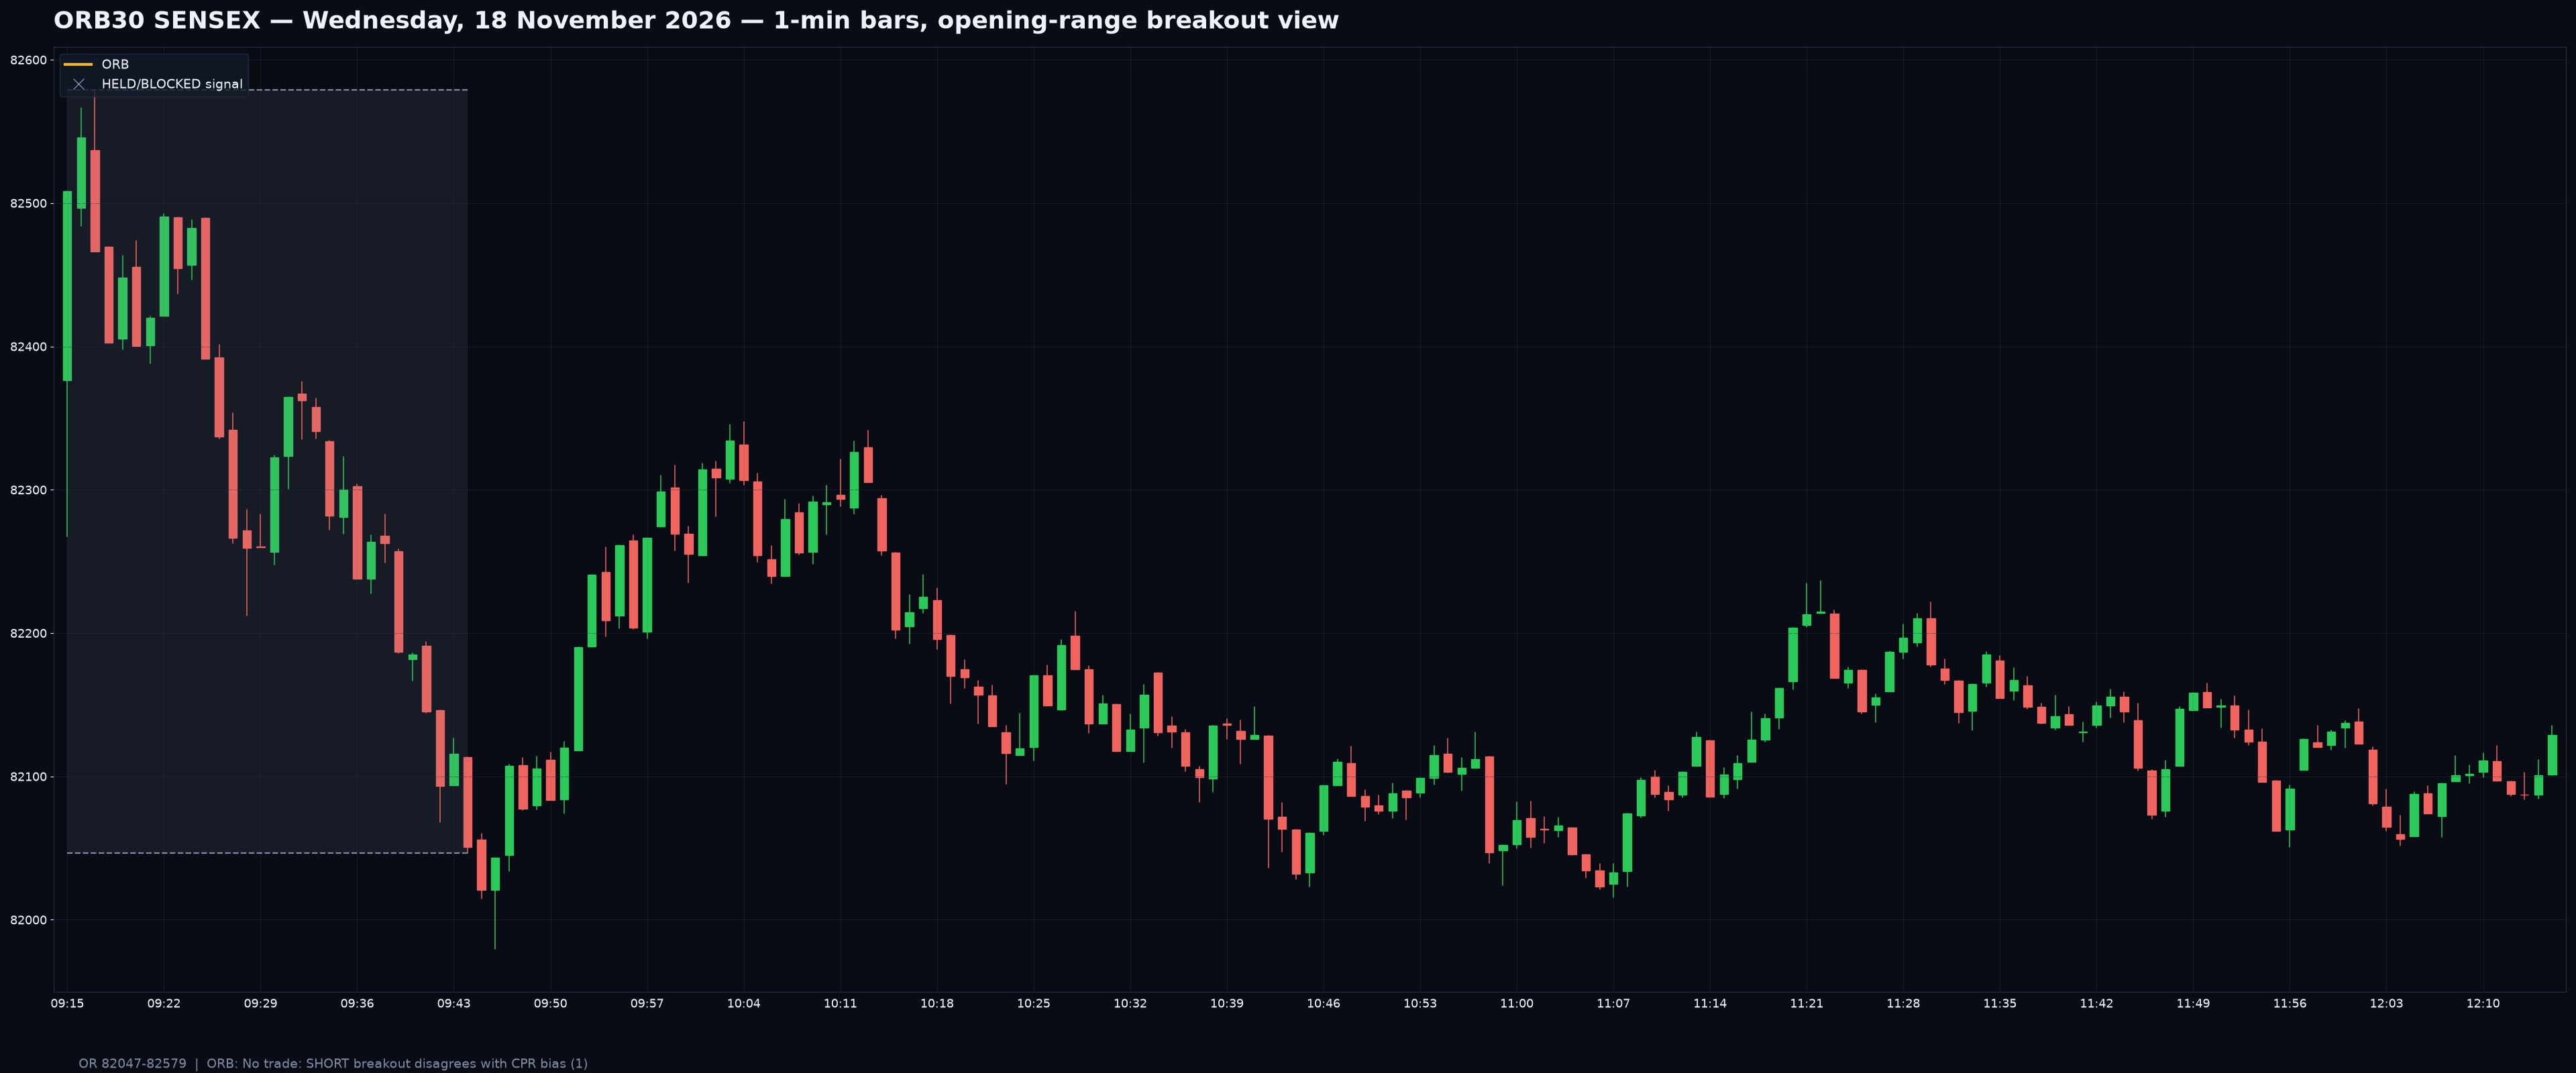 ORB30 SENSEX — Wednesday, 18 November 2026 — 1-min bars, opening-range breakout view
ORB
HELD/BLOCKED signal
82600
82500
82400
82300
82200
82100
82000
09:15 09:22 09:29 09:36 09:43 09:50 09:57 10:04 10:11 10:18 10:25 10:32 10:39 10:46 10:53 11:00 11:07 11:14 11:21 11:28 11:35 11:42 11:49 11:56 12:03 12:10
OR 82047-82579 | ORB: No trade: SHORT breakout disagrees with CPR bias (1)